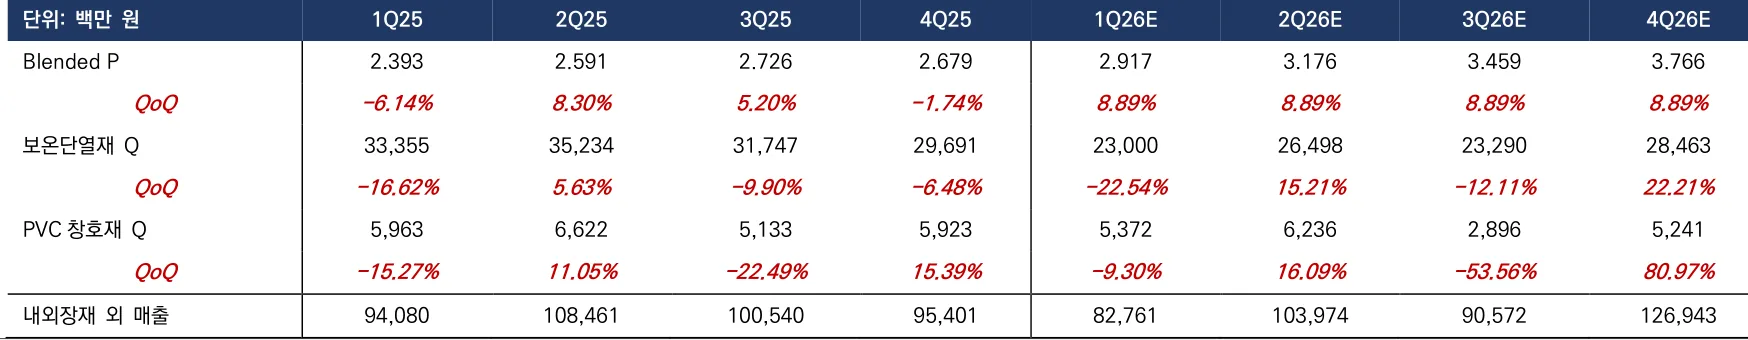 단위: 백만 원 1Q25 2Q25 3Q25 4Q25 1Q26E 2Q26E 3Q26E 4Q26E
Blended P 2.393 2.591 2.726 2.679 2.917 3.176 3.459 3.766
QoQ -6.14% 8.30% 5.20% -1.74% 8.89% 8.89% 8.89% 8.89%
보온단열재 Q 33,355 35,234 31,747 29,691 23,000 26,498 23,290 28,463
QoQ -16.62% 5.63% -9.90% -6.48% -22.54% 15.21% -12.11% 22.21%
PVC 창호재 Q 5,963 6,622 5,133 5,923 5,372 6,236 2,896 5,241
QoQ -15.27% 11.05% -22.49% 15.39% -9.30% 16.09% -53.56% 80.97%
내외장재 외 매출 94,080 108,461 100,540 95,401 82,761 103,974 90,572 126,943